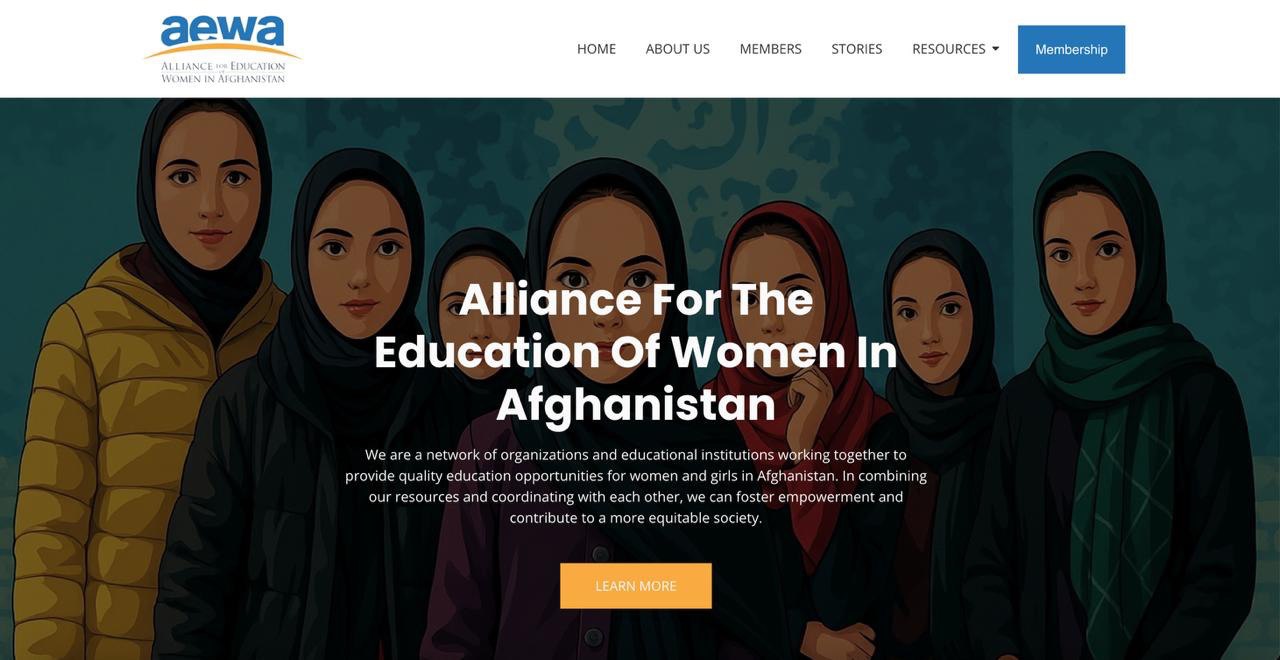 aewa
ALLIANCE FOR EDUCATION
WOMEN IN AFGHANISTAN
HOME
ABOUT US
MEMBERS
STORIES
RESOURCES
Membership
Alliance For The
Education Of Women In
Afghanistan
We are a network of organizations and educational institutions working together to
provide quality education opportunities for women and girls in Afghanistan. In combining
our resources and coordinating with each other, we can foster empowerment and
contribute to a more equitable society.
LEARN MORE